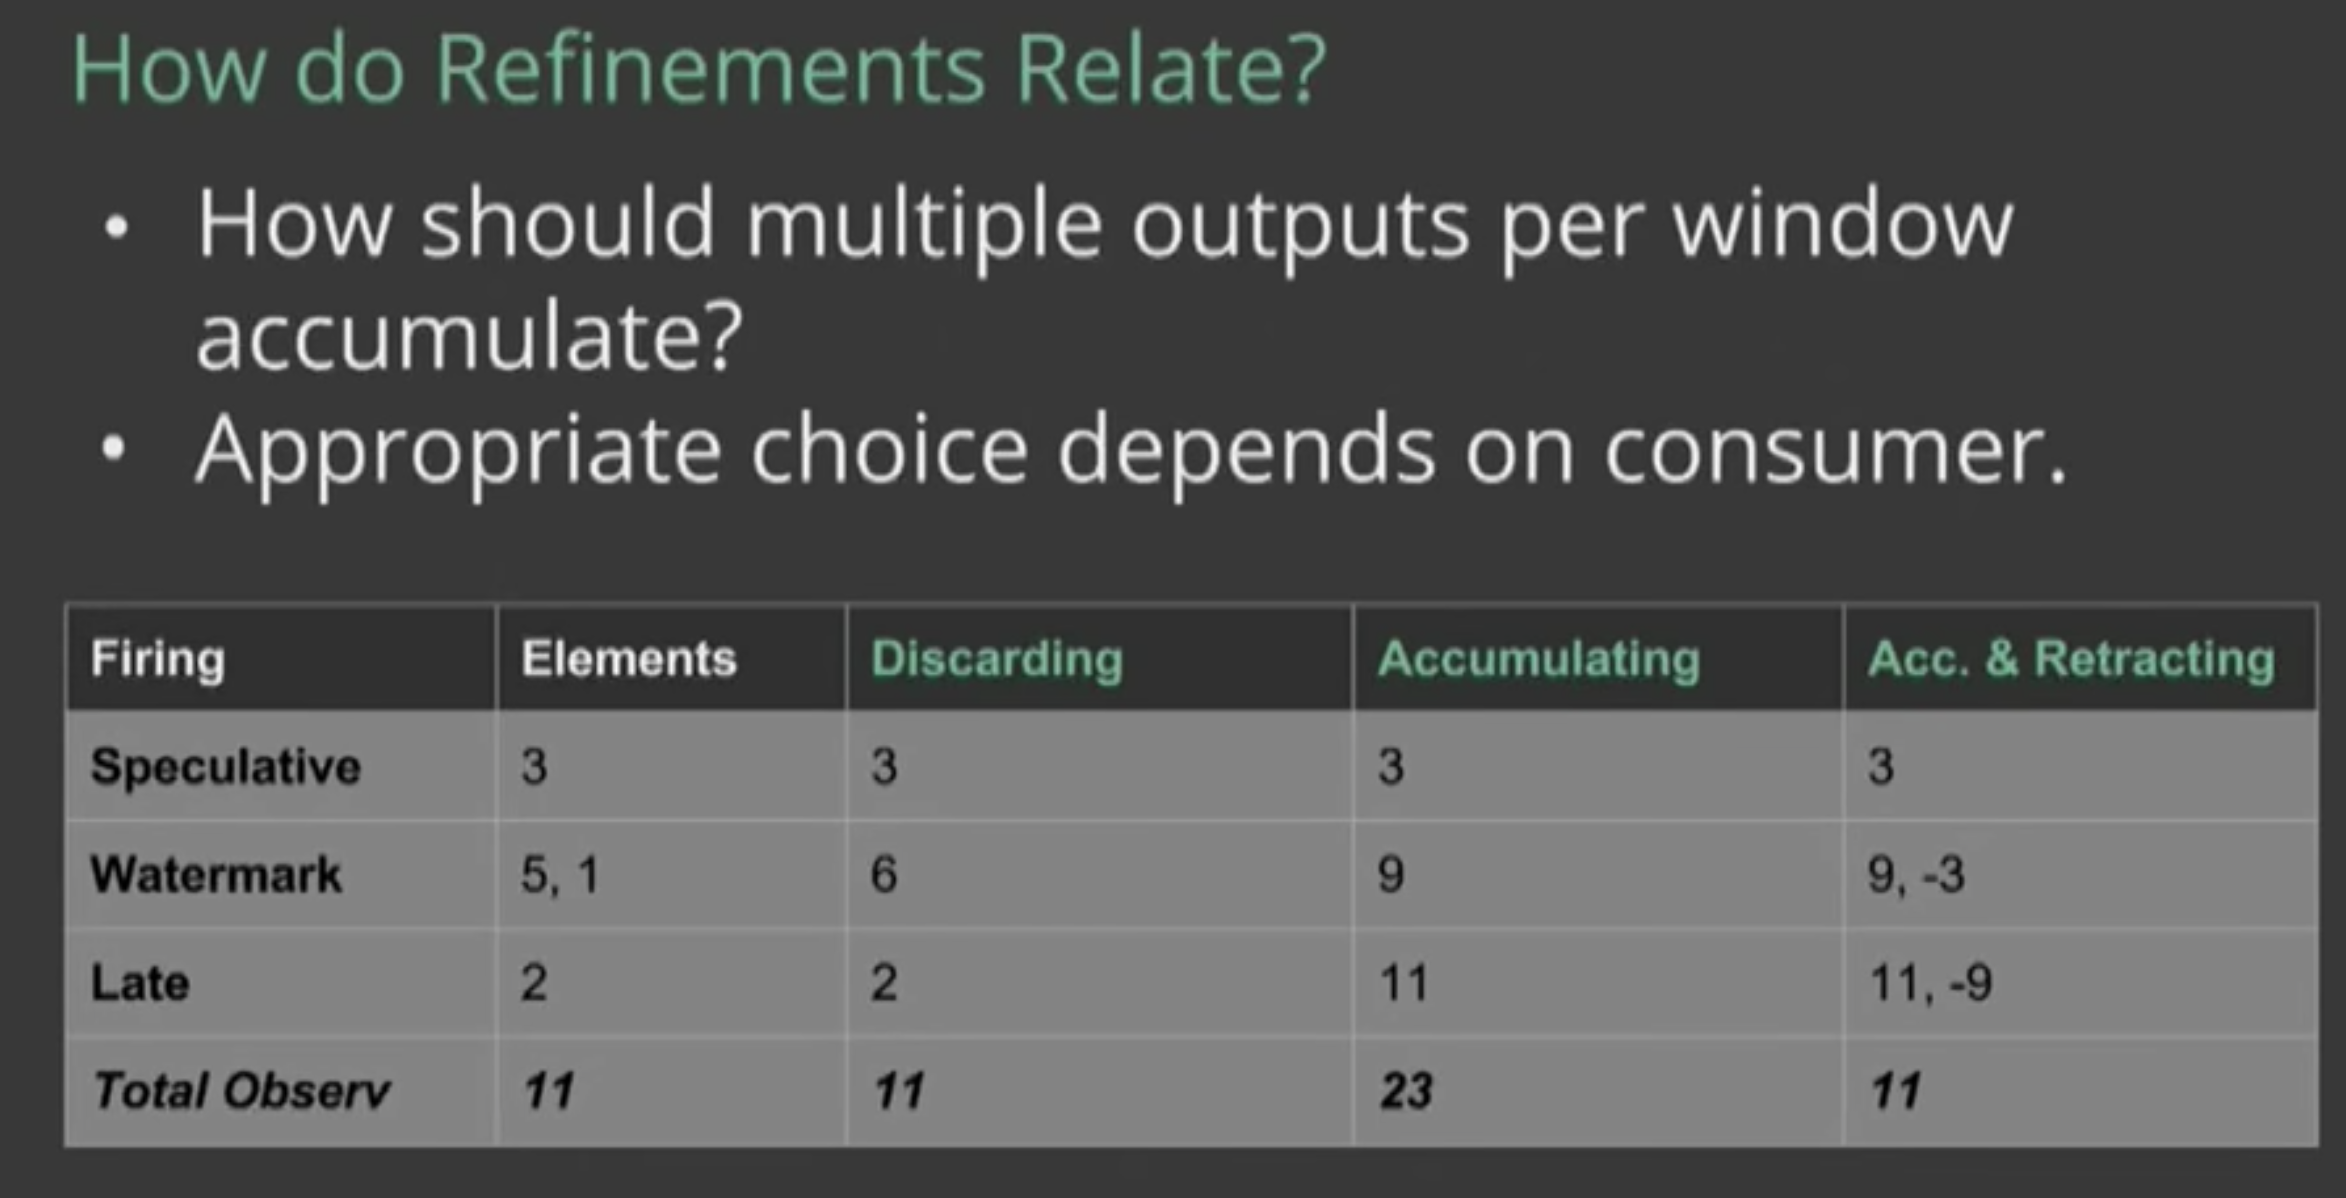 How do Refinements Relate?
• How should multiple outputs per window
accumulate?
• Appropriate choice depends on consumer.
Firing Elements Discarding Accumulating Acc. & Retracting
Speculative 3 3 3 3
Watermark 5, 1 6 9 9, -3
Late 2 2 11 11, -9
Total Observ 11 11 23 11